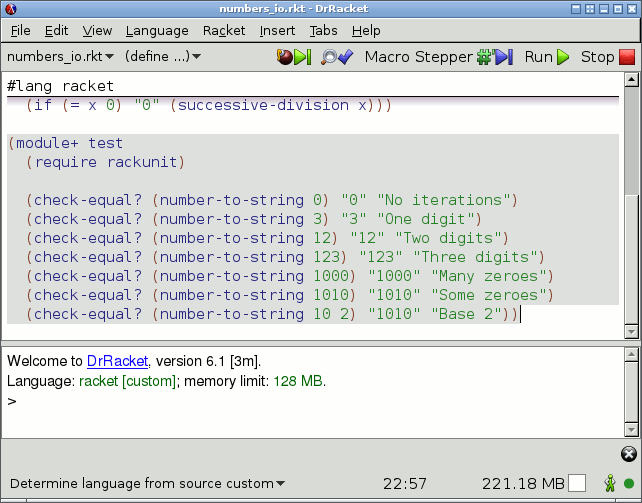 numbers_io.rkt - DrRacket
File Edit View Language Racket Insert Tabs Help
numbers_io.rkt (define ...) Macro Stepper Run Stop
#lang racket
(if (= x 0) "0" (successive-division x)))
(module+ test
(require rackunit)
(check-equal? (number-to-string 0) "0" "No iterations")
(check-equal? (number-to-string 3) "3" "One digit")
(check-equal? (number-to-string 12) "12" "Two digits")
(check-equal? (number-to-string 123) "123" "Three digits")
(check-equal? (number-to-string 1000) "1000" "Many zeroes")
(check-equal? (number-to-string 1010) "1010" "Some zeroes")
(check-equal? (number-to-string 10 2) "1010" "Base 2"))
Welcome to DrRacket, version 6.1 [3m].
Language: racket [custom]; memory limit: 128 MB.
>
Determine language from source custom 22:57 221.18 MB